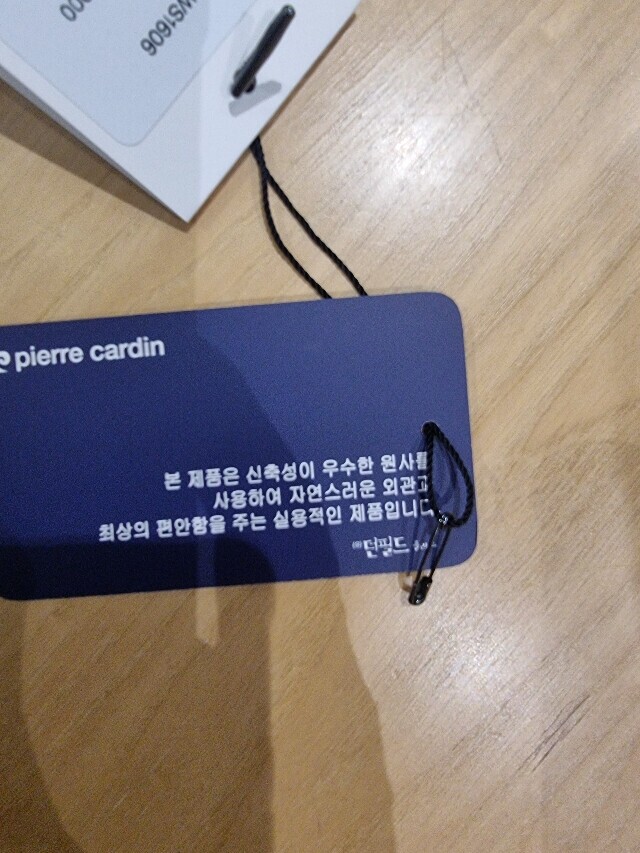 WS1606
pierre cardin
본 제품은 신축성이 우수한 원사를
사용하여 자연스러운 외관과
최상의 편안함을 주는 실용적인 제품입니다
㈜던필드